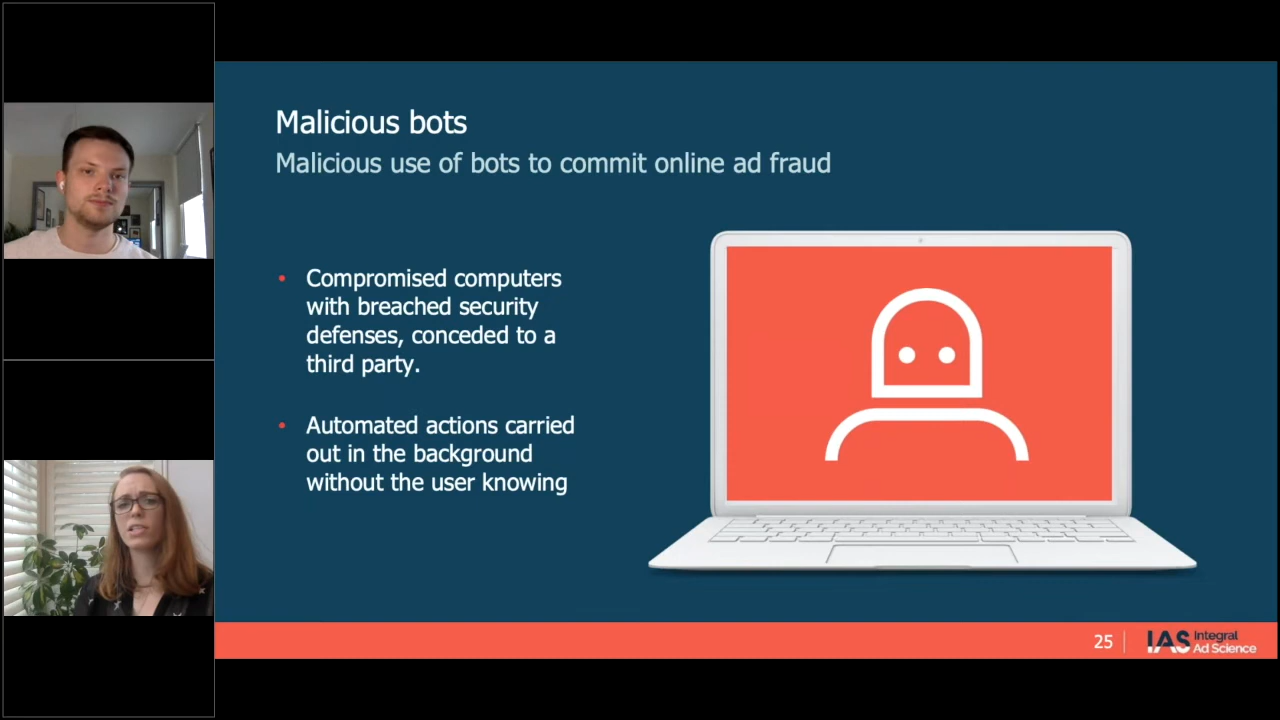 Malicious bots
Malicious use of bots to commit online ad fraud
• Compromised computers
with breached security
defenses, conceded to a
third party.
• Automated actions carried
out in the background
without the user knowing
25
IAS Integral
Ad Science